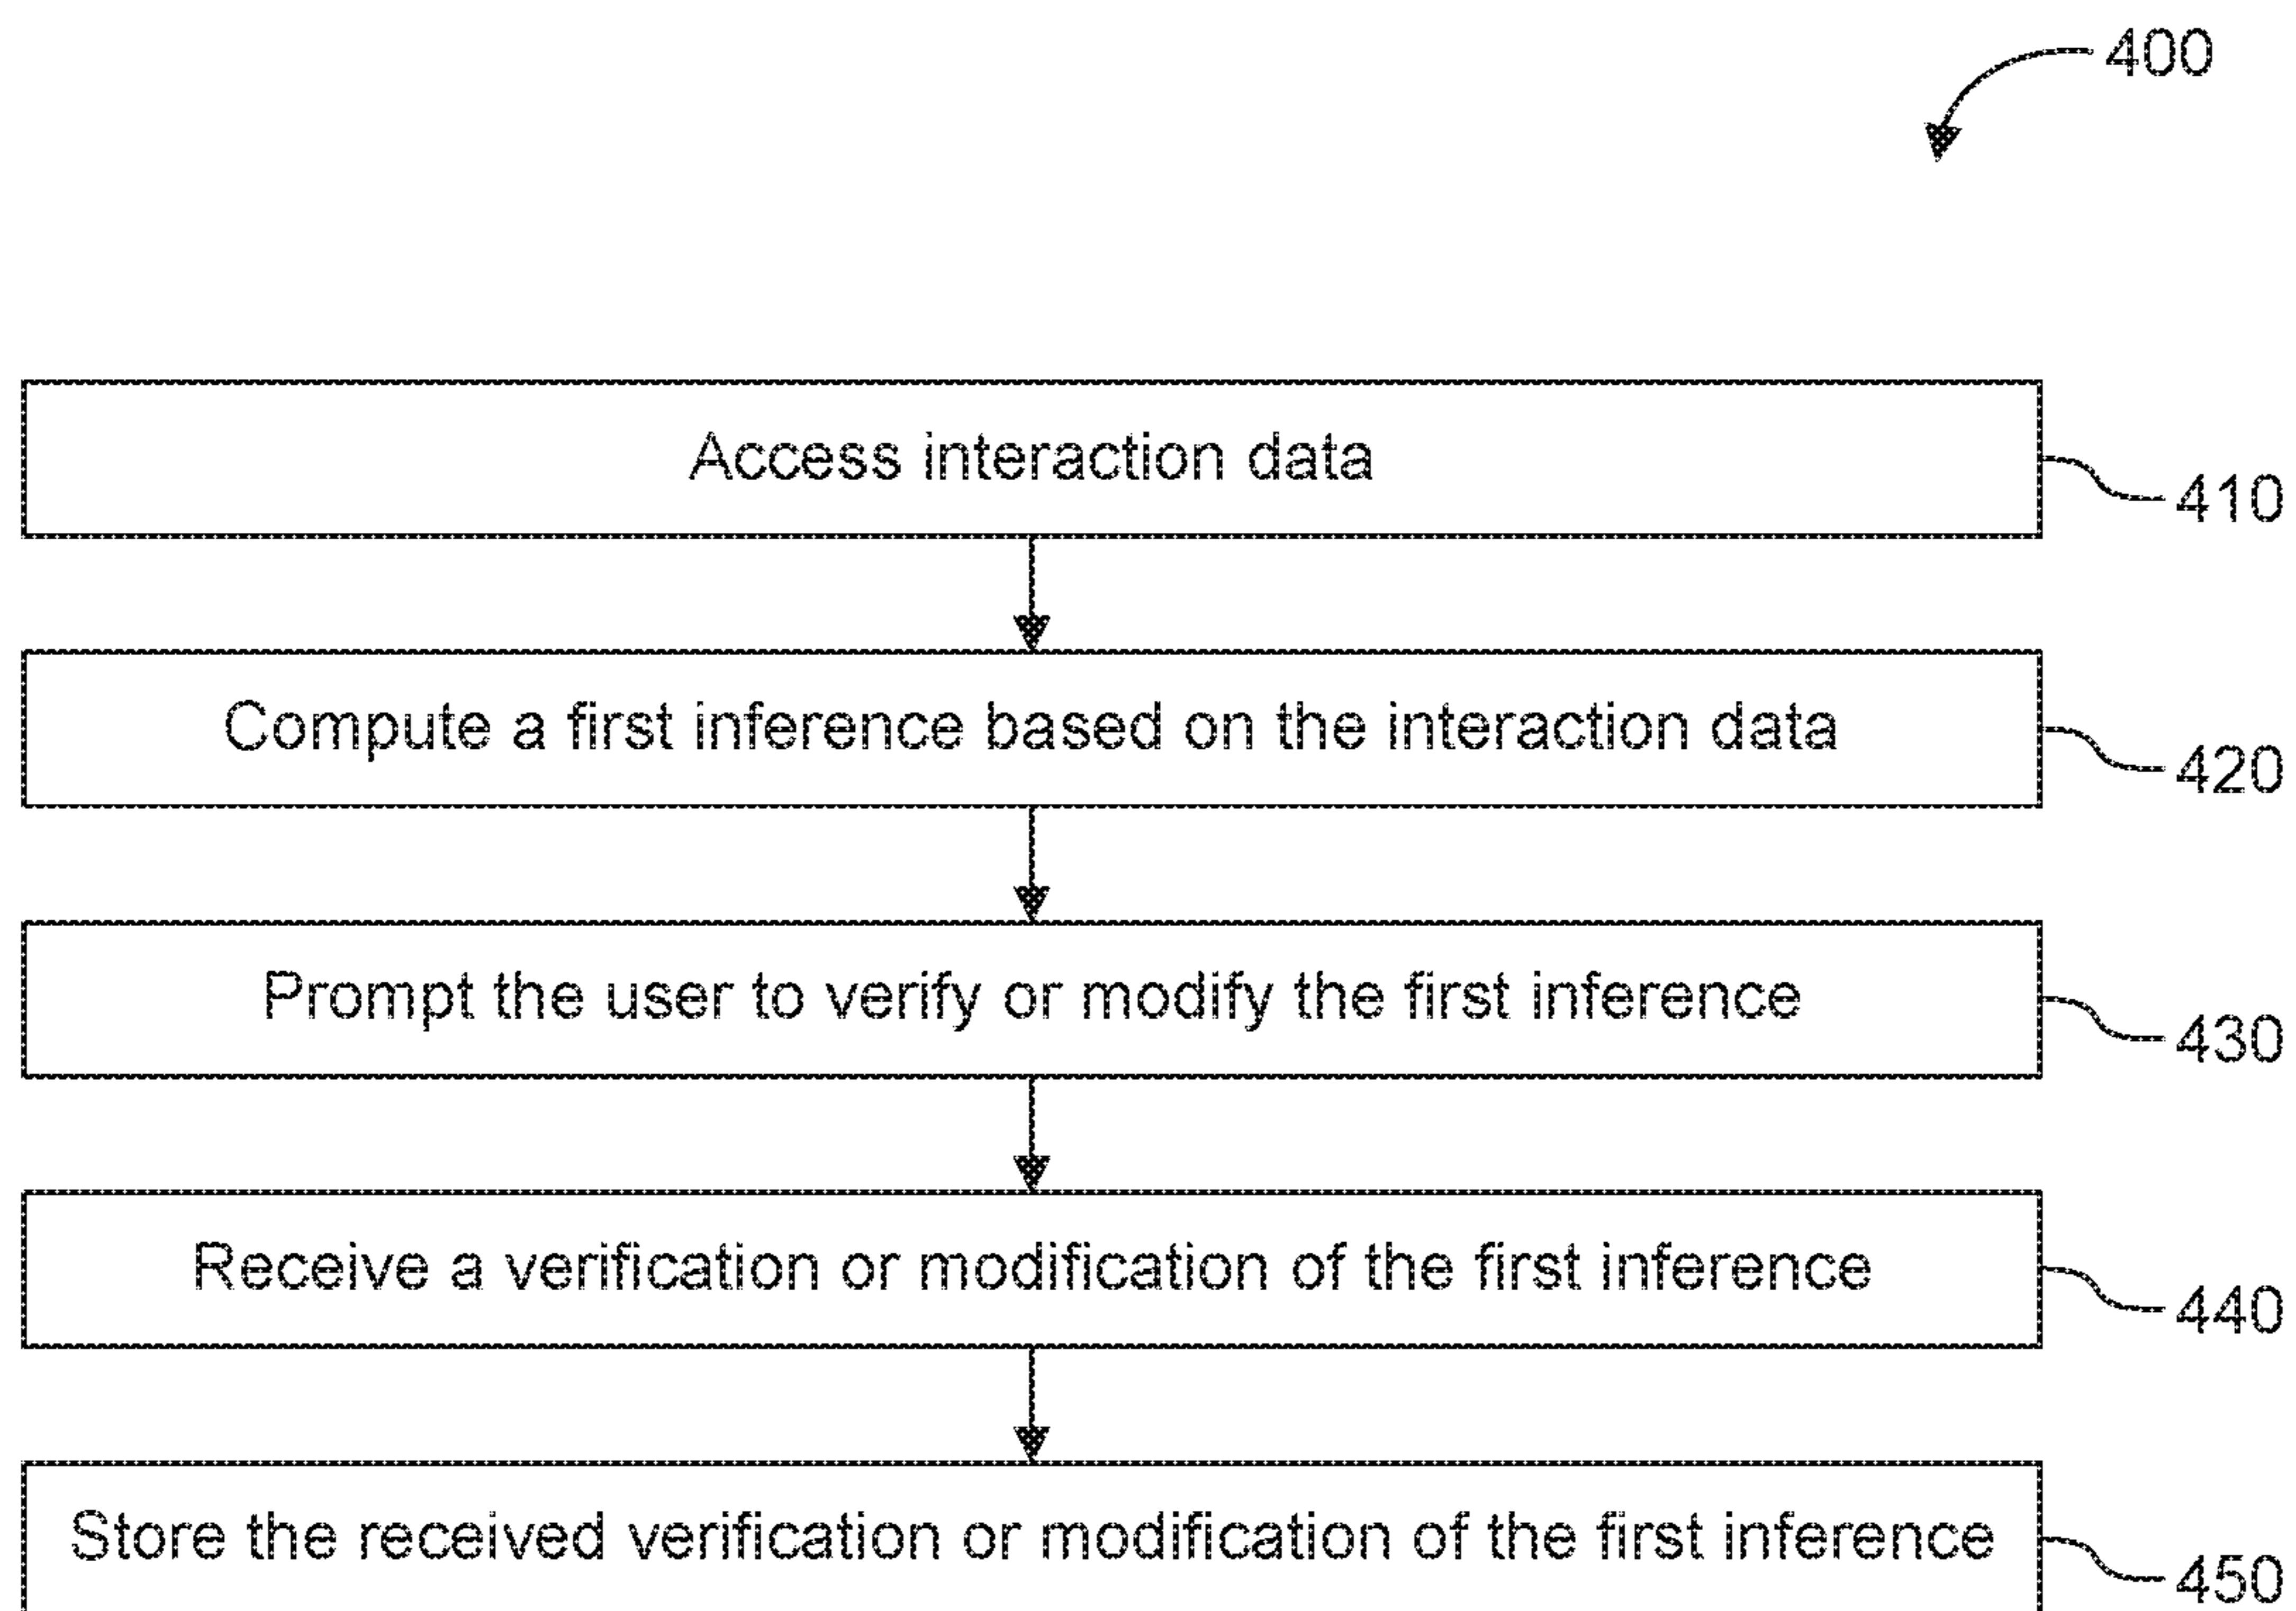 400
Access interaction data
410
Compute a first inference based on the interaction data
420
Prompt the user to verify or modify the first inference
430
Receive a verification or modification of the first inference
440
Store the received verification or modification of the first inference
450